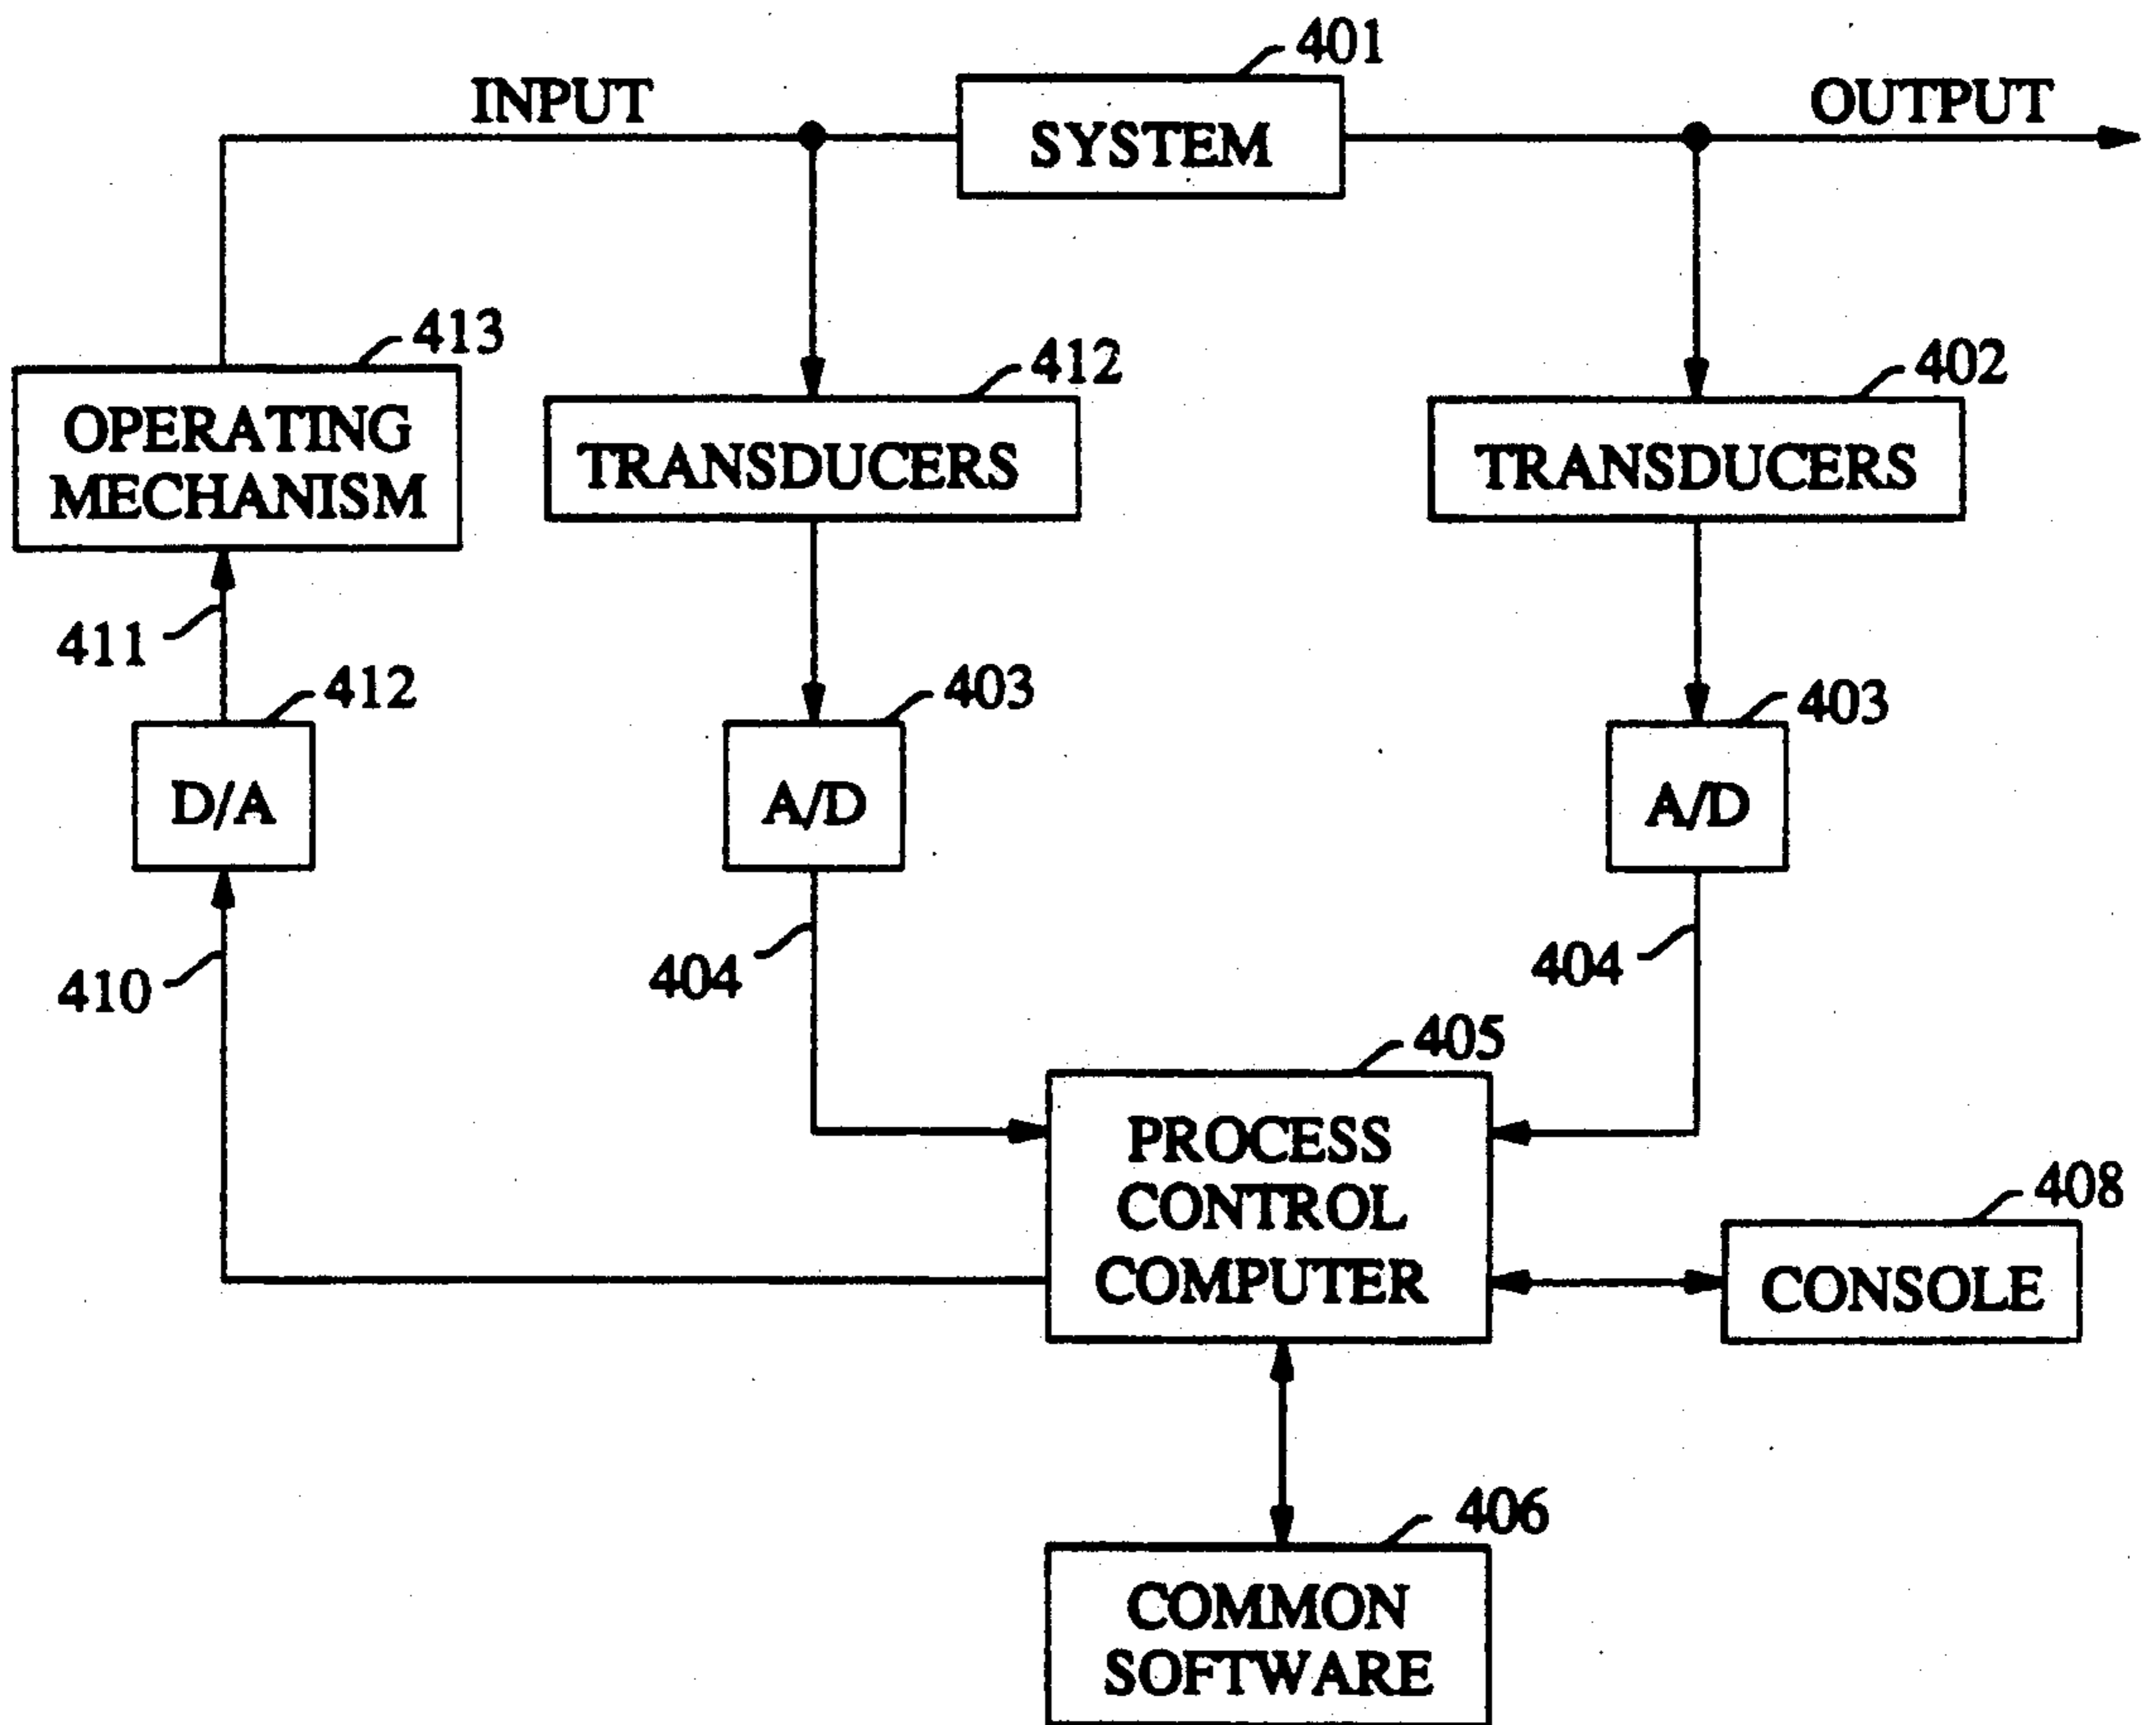 401
INPUT
SYSTEM
OUTPUT
413
OPERATING
MECHANISM
412
TRANSDUCERS
402
TRANSDUCERS
411
412
D/A
403
A/D
403
A/D
410
404
404
405
PROCESS
CONTROL
COMPUTER
408
CONSOLE
406
COMMON
SOFTWARE